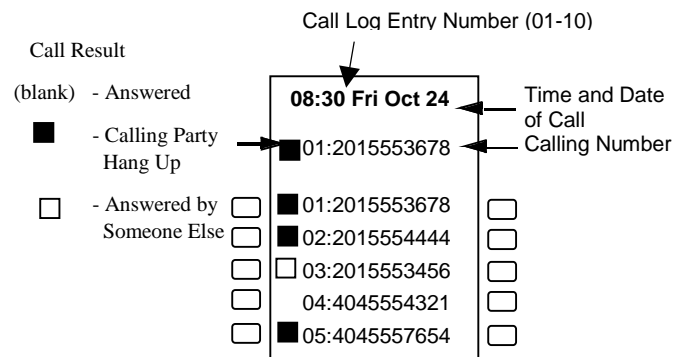 Call Log Entry Number (01-10)
Call Result
(blank) - Answered
- Calling Party
Hang Up
- Answered by
Someone Else
08:30 Fri Oct 24
Time and Date
of Call
01:2015553678
Calling Number
01:2015553678
02:2015554444
03:2015553456
04:4045554321
05:4045557654